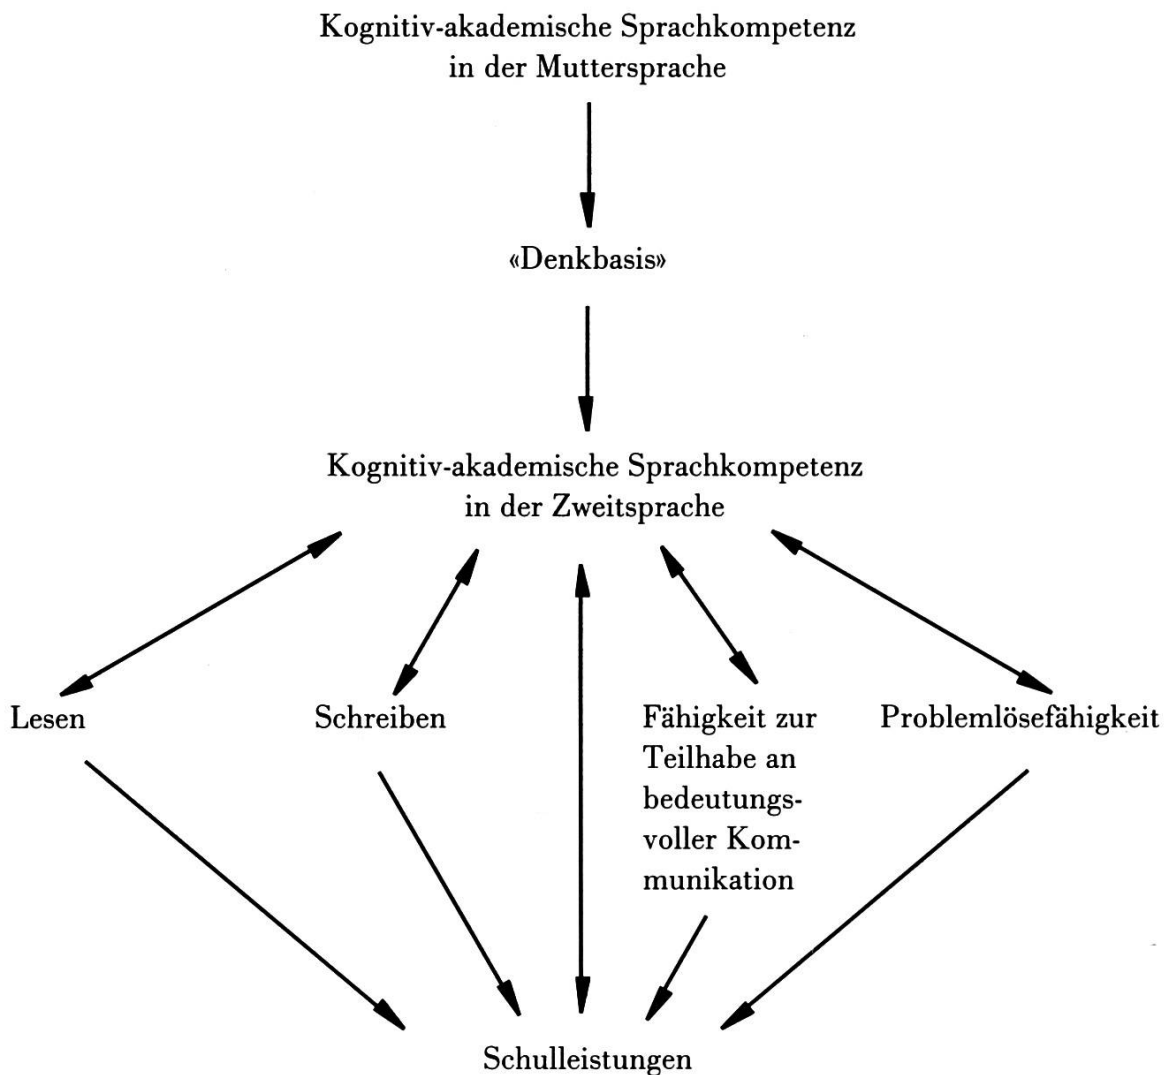 Kognitiv-akademische Sprachkompetenz
in der Muttersprache
«Denkbasis»
Kognitiv-akademische Sprachkompetenz
in der Zweitsprache
Lesen
Schreiben
Fähigkeit zur
Teilhabe an
bedeutungs-
voller Kom-
munikation
Problemlösefähigkeit
Schulleistungen